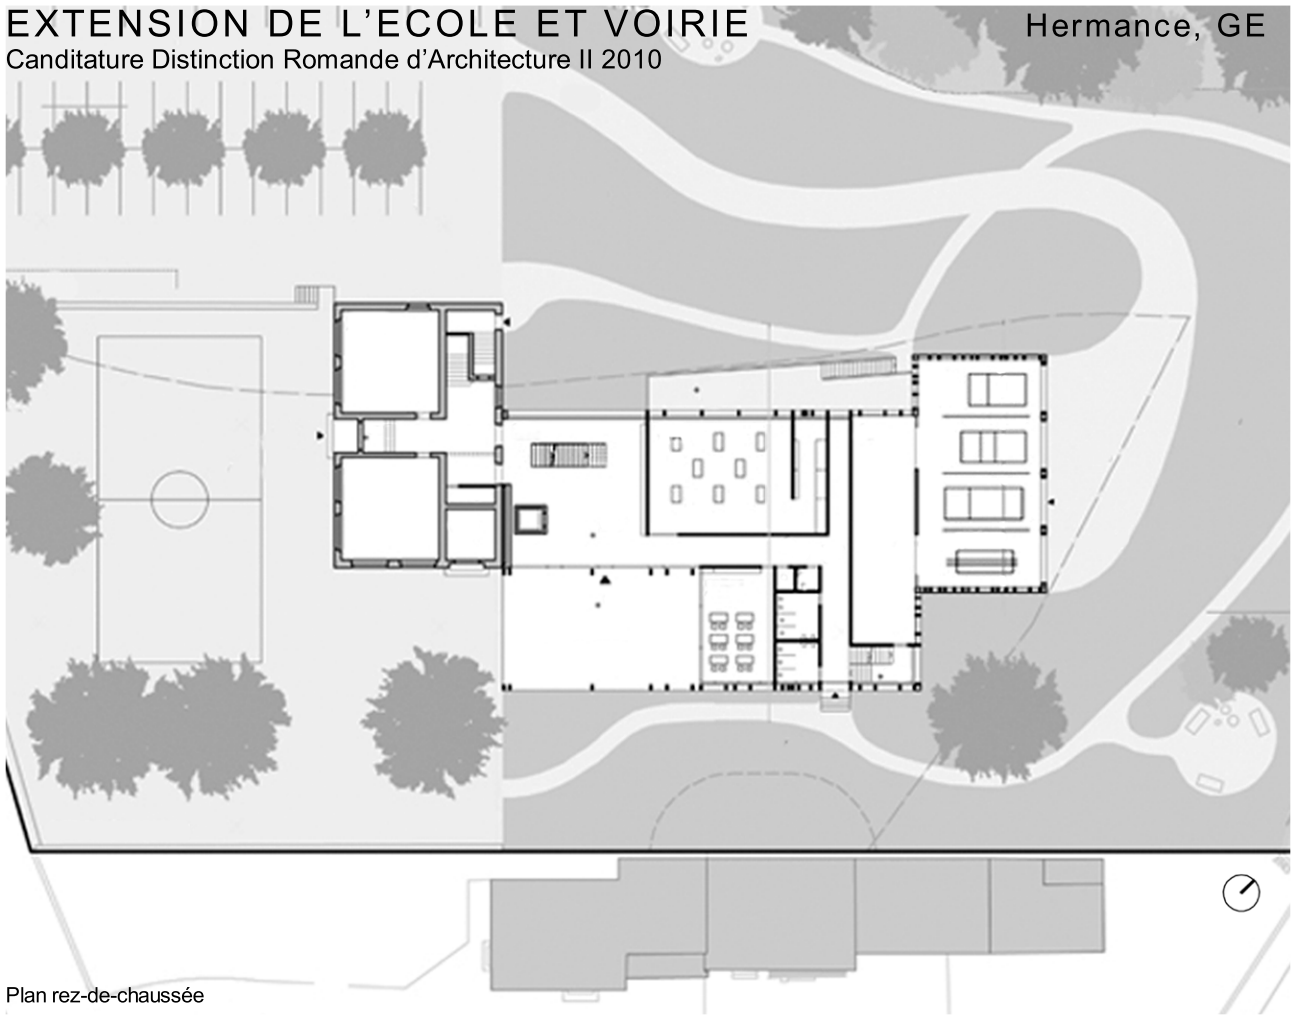 EXTENSION DE L’ECOLE ET VOIRIE
Hermance, GE
Canditature Distinction Romande d’Architecture II 2010
Plan rez-de-chaussée